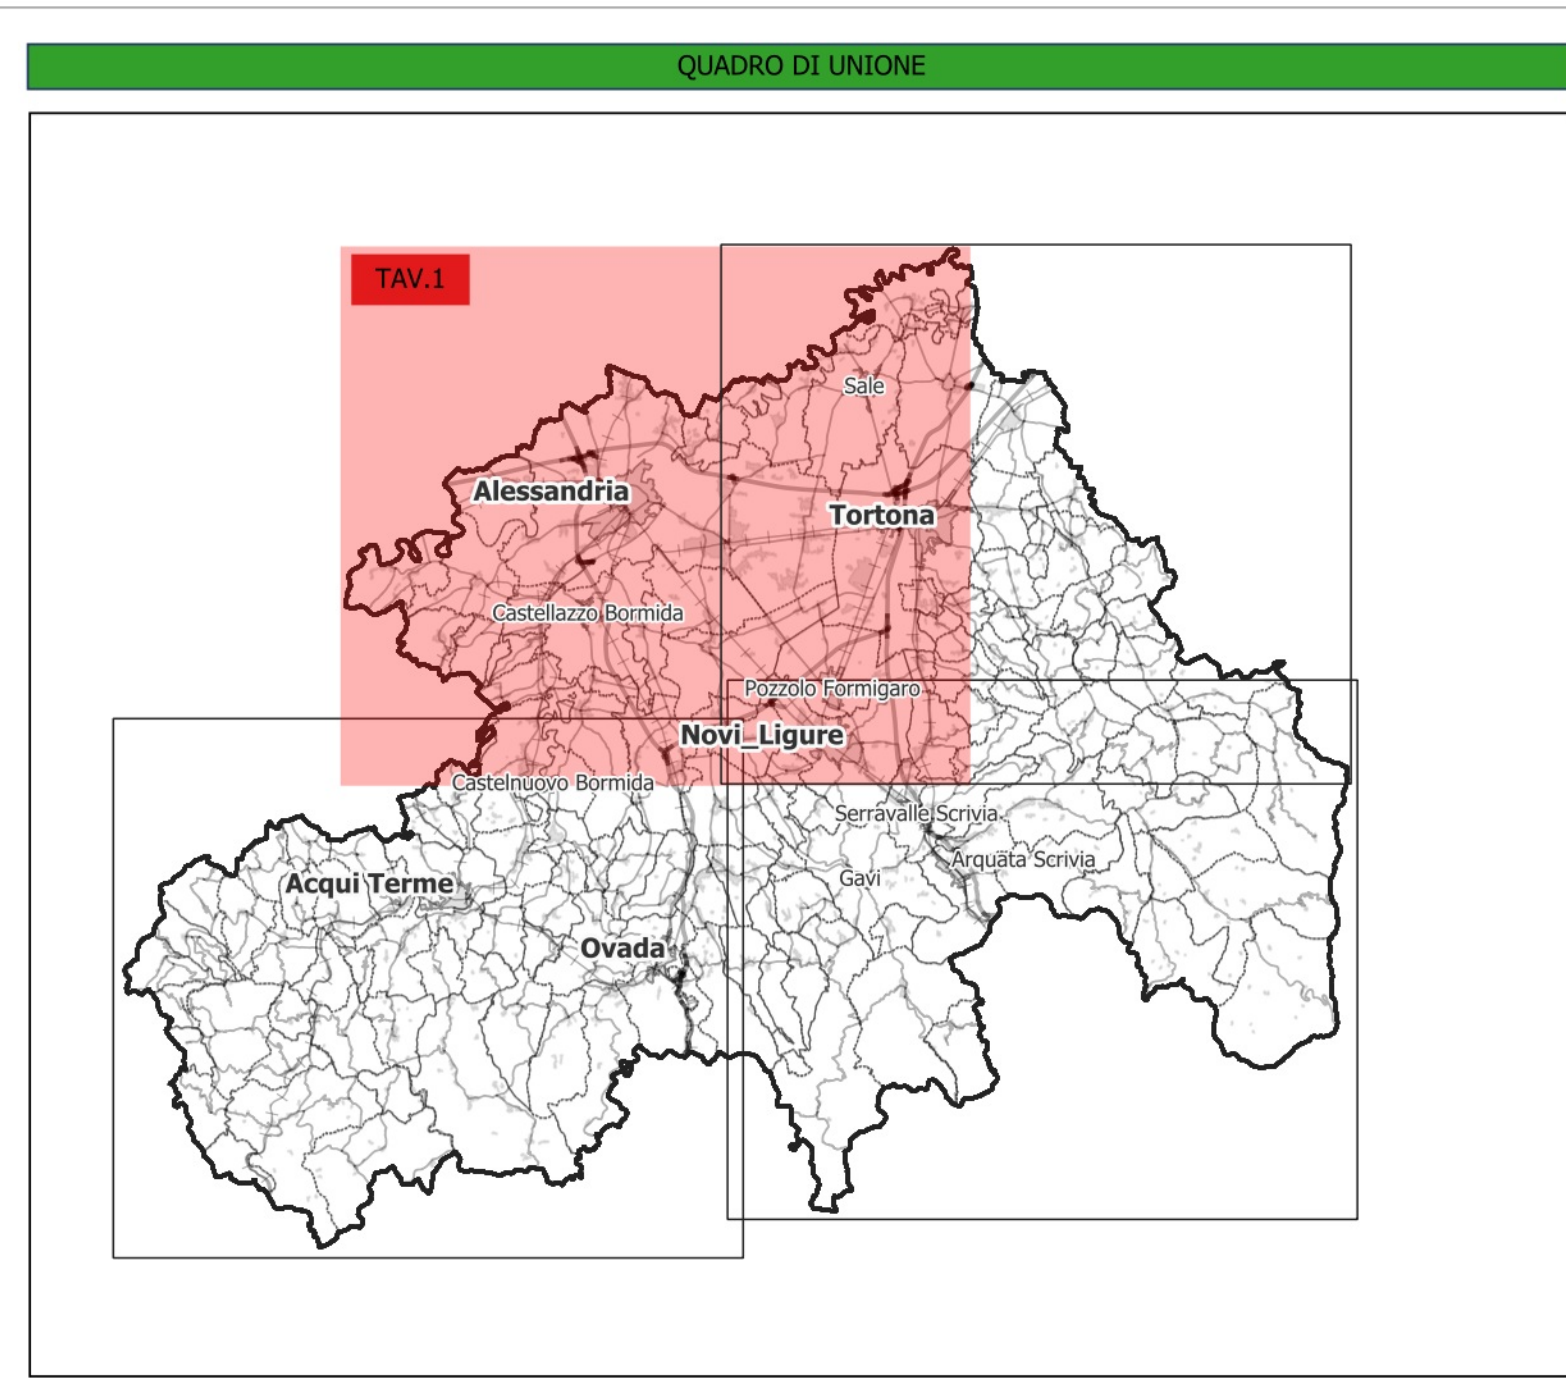 QUADRO DI UNIONE
TAV.1
Sale
Alessandria
Tortona
Castellazzo Bormida
Pozzolo Formigaro
Novi_Ligure
Castelnuovo Bormida
Serravalle Scrivia
Arquata Scrivia
Gavi
Acqui Terme
Ovada